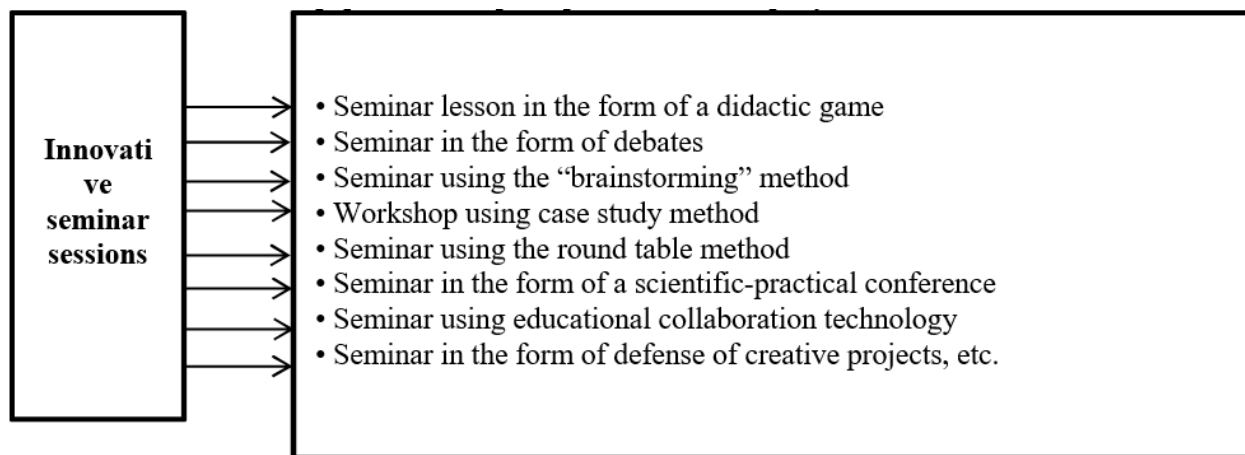 Innovati
ve
seminar
sessions
• Seminar lesson in the form of a didactic game
• Seminar in the form of debates
• Seminar using the “brainstorming” method
• Workshop using case study method
• Seminar using the round table method
• Seminar in the form of a scientific-practical conference
• Seminar using educational collaboration technology
• Seminar in the form of defense of creative projects, etc.